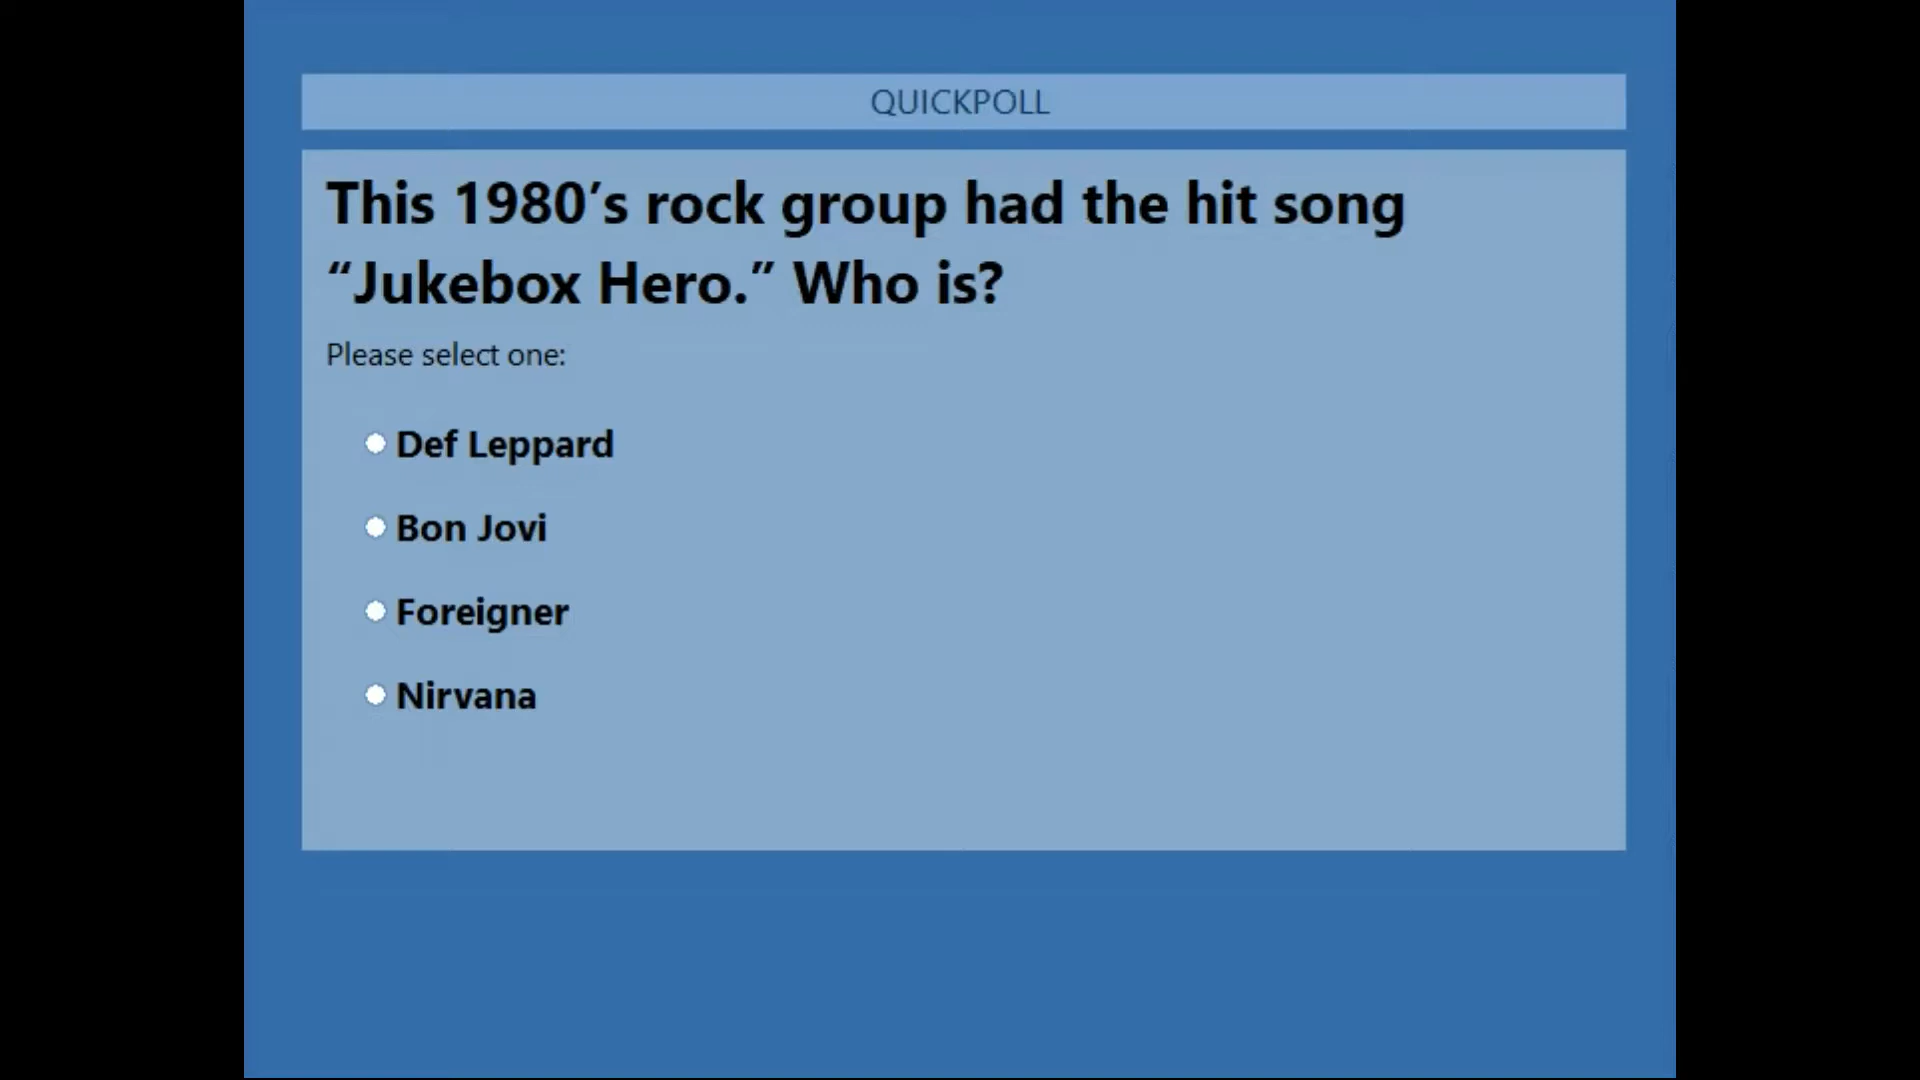 QUICKPOLL
This 1980’s rock group had the hit song
“Jukebox Hero.” Who is?
Please select one:
Def Leppard
Bon Jovi
Foreigner
Nirvana